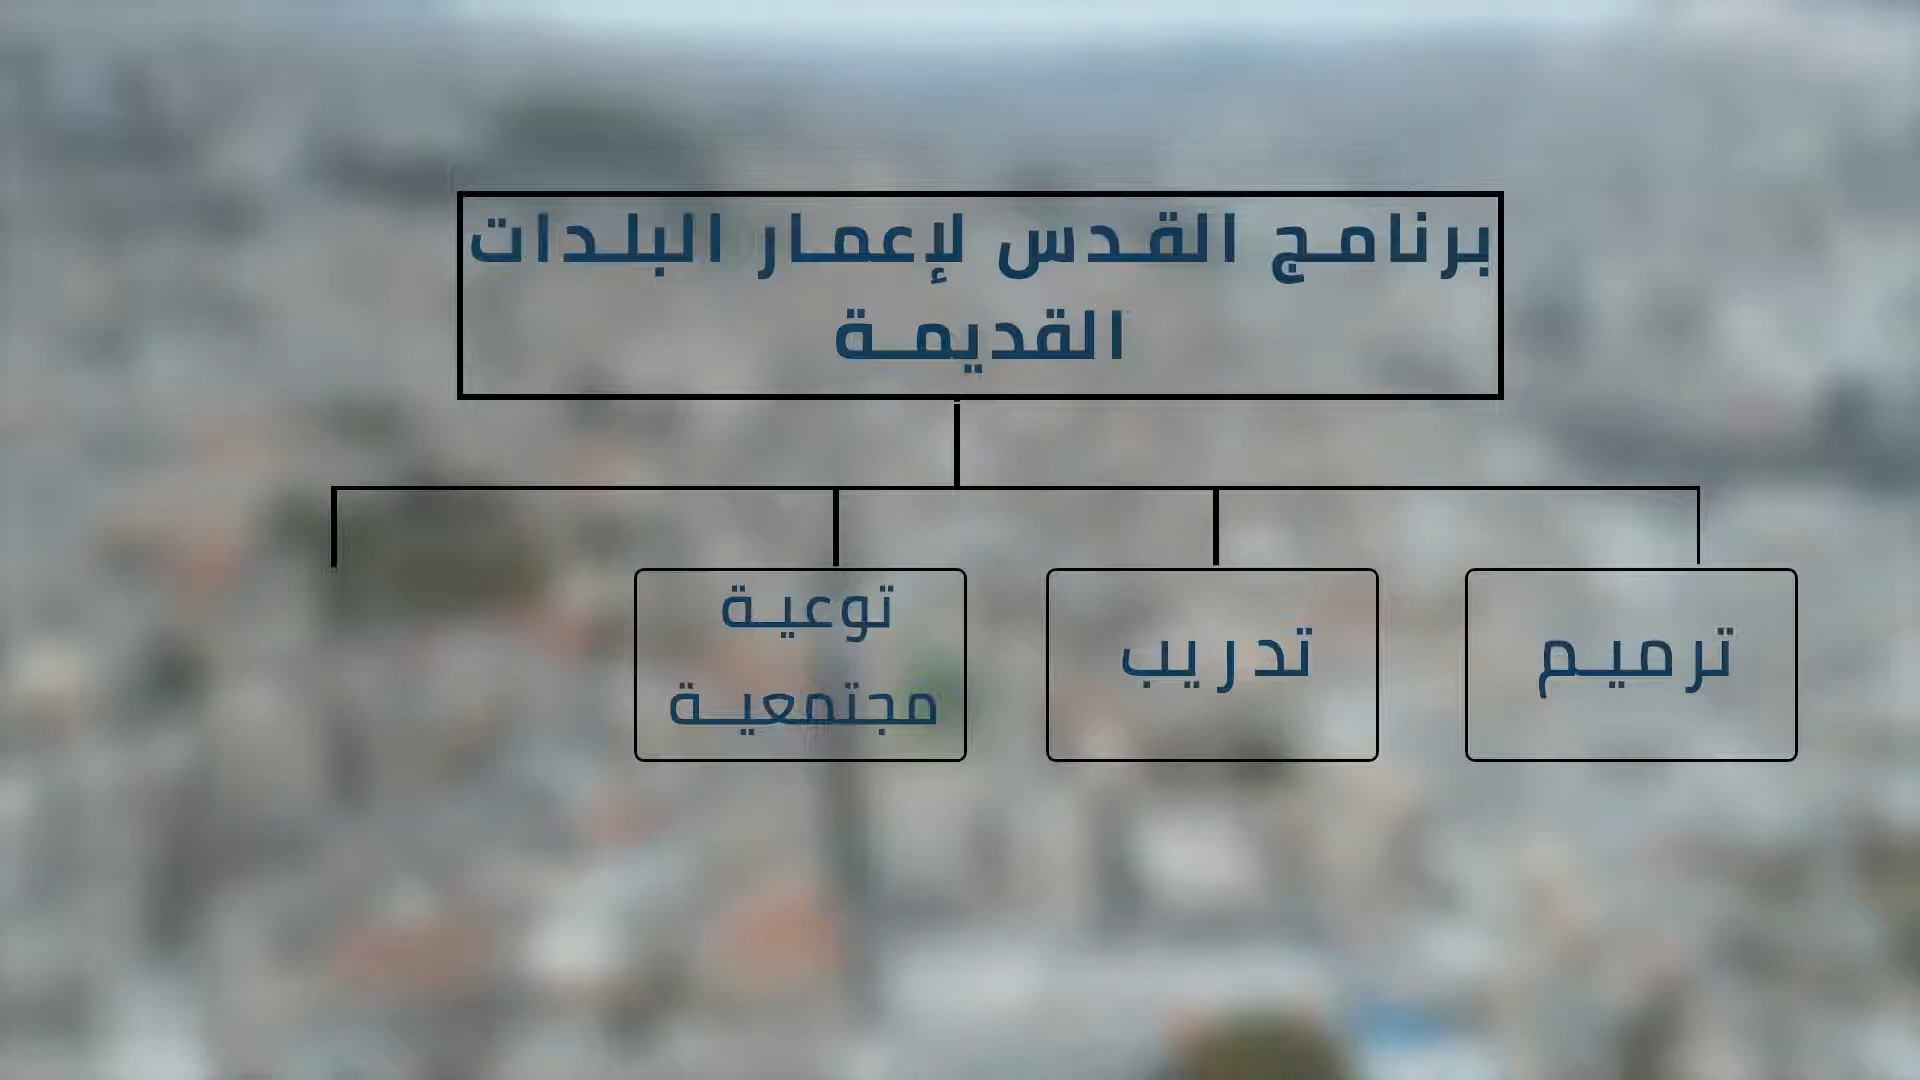 برنامج القدس لإعمار البلدات
القديمة
ترميم
تدريب
توعية
مجتمعية